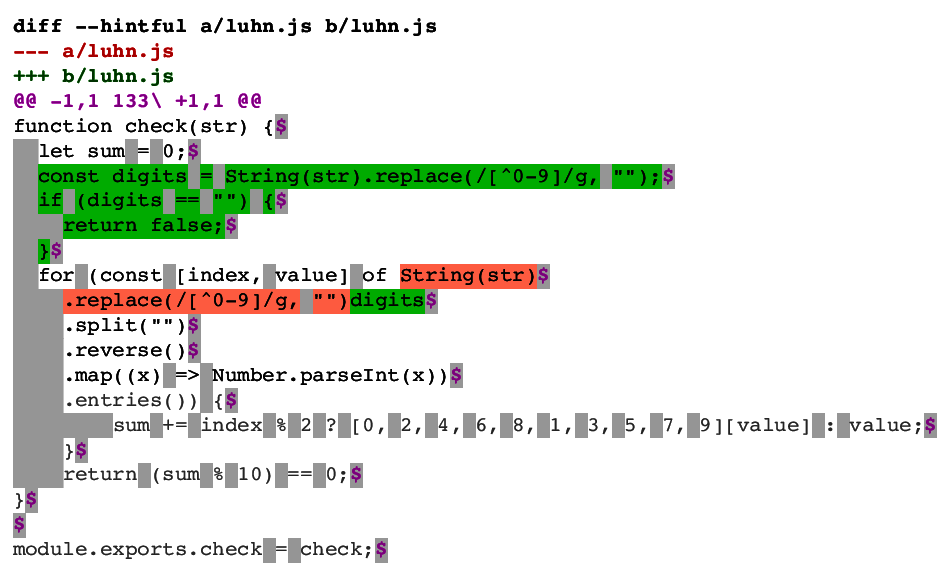 diff --hintful a/luhn.js b/luhn.js
--- a/luhn.js
+++ b/luhn.js
@@ -1,1 133\ +1,1 @@
function check(str) {$
  let sum = 0;$
  const digits = String(str).replace(/[^0-9]/g, "");$
  if (digits == "") {$
    return false;$
  }$
  for (const [index, value] of String(str)$
    .replace(/[^0-9]/g, "")digits$
    .split("")$
    .reverse()$
    .map((x) => Number.parseInt(x))$
    .entries()) {$
        sum += index % 2 ? [0, 2, 4, 6, 8, 1, 3, 5, 7, 9][value] : value;$
    }$
    return (sum % 10) == 0;$
}$
$
module.exports.check = check;$